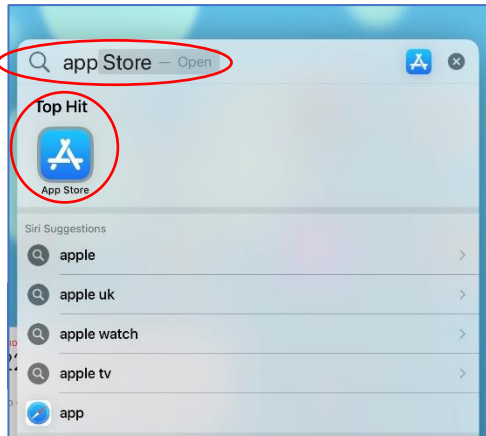 app Store — Open
Top Hit
App Store
Siri Suggestions
apple
apple uk
apple watch
apple tv
app